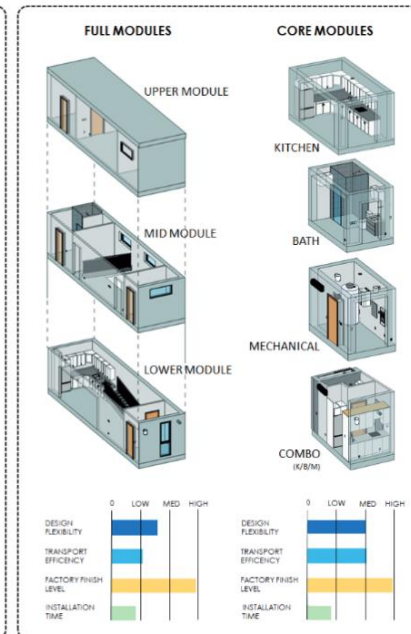 FULL MODULES
UPPER MODULE
MID MODULE
LOWER MODULE
0 LOW MED HIGH
DESIGN
FLEXIBILITY
TRANSPORT
EFFICENCY
FACTORY FINISH
LEVEL
INSTALLATION
TIME
CORE MODULES
KITCHEN
BATH
MECHANICAL
COMBO
(K/B/M)
0 LOW MED HIGH
DESIGN
FLEXIBILITY
TRANSPORT
EFFICENCY
FACTORY FINISH
LEVEL
INSTALLATION
TIME